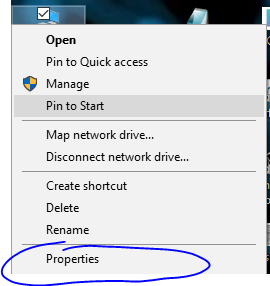 Open
Pin to Quick access
Manage
Pin to Start
Map network drive...
Disconnect network drive...
Create shortcut
Delete
Rename
Properties